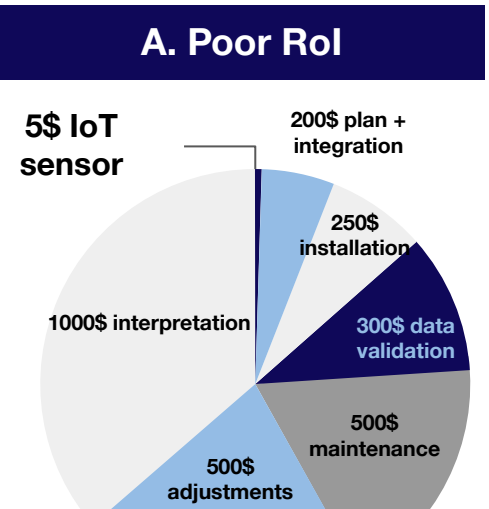 A. Poor RoI
5$ IoT
sensor
200$ plan +
integration
250$
installation
1000$ interpretation
300$ data
validation
500$
maintenance
500$
adjustments